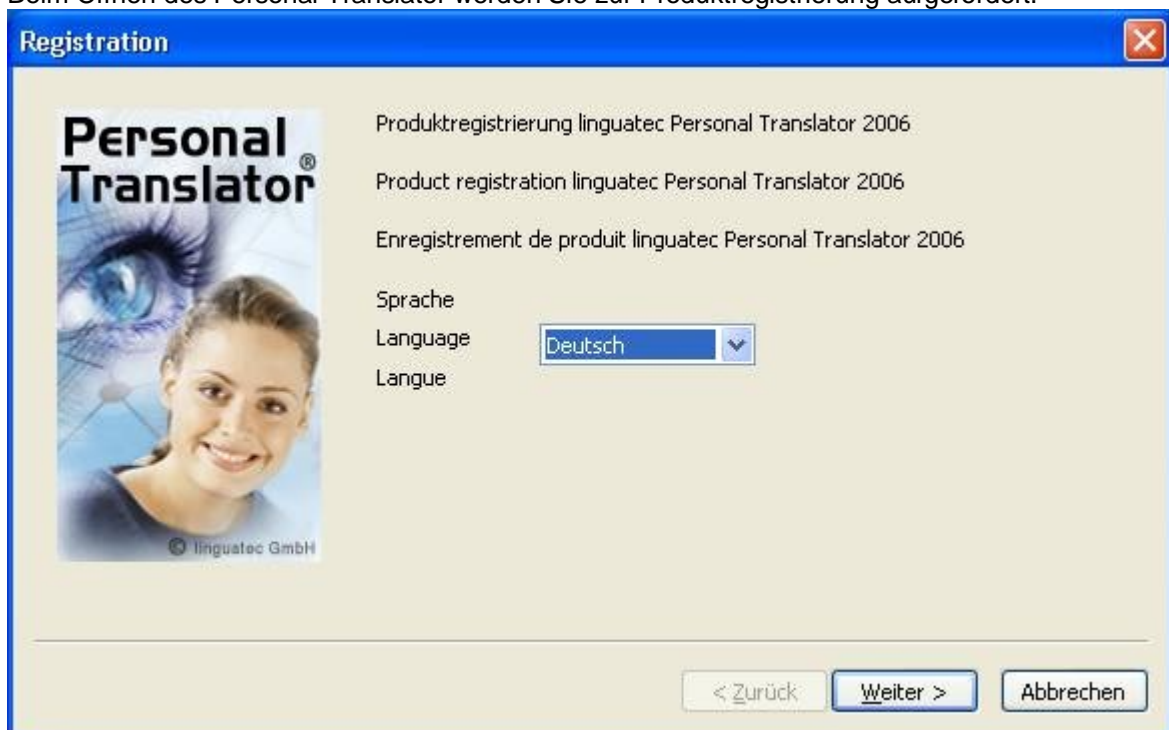 Beim Öffnen des Personal Translator werden Sie zur Produktregistrierung aufgefordert.
Registration
Personal
Translator®
Produktregistrierung linguatec Personal Translator 2006
Product registration linguatec Personal Translator 2006
Enregistrement de produit linguatec Personal Translator 2006
Sprache
Language
Deutsch
Langue
© linguatec GmbH
< Zurück
Weiter >
Abbrechen